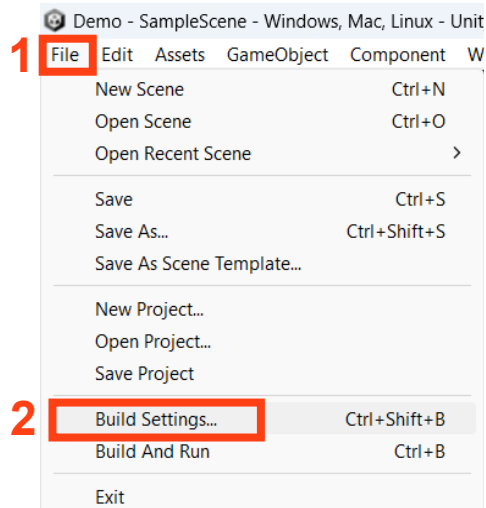 Demo - SampleScene - Windows, Mac, Linux - Unit
1 File Edit Assets GameObject Component W
New Scene Ctrl+N
Open Scene Ctrl+O
Open Recent Scene >
Save Ctrl+S
Save As... Ctrl+Shift+S
Save As Scene Template...
New Project...
Open Project...
Save Project
2 Build Settings... Ctrl+Shift+B
Build And Run Ctrl+B
Exit